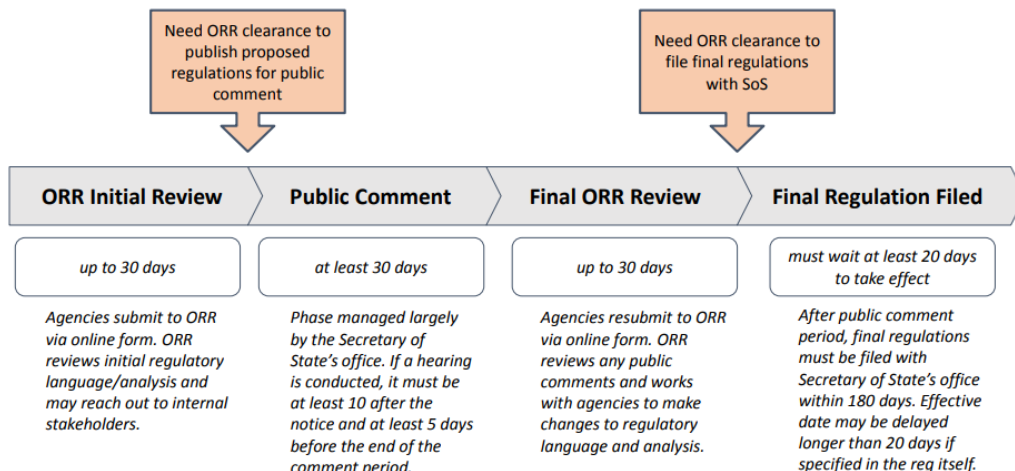 Need ORR clearance to
publish proposed
regulations for public
comment
Need ORR clearance to
file final regulations
with SoS
ORR Initial Review
Public Comment
Final ORR Review
Final Regulation Filed
up to 30 days
at least 30 days
up to 30 days
must wait at least 20 days
to take effect
Agencies submit to ORR
via online form. ORR
reviews initial regulatory
language/analysis and
may reach out to internal
stakeholders.
Phase managed largely
by the Secretary of
State's office. If a hearing
is conducted, it must be
at least 10 after the
notice and at least 5 days
before the end of the
comment period.
Agencies resubmit to ORR
via online form. ORR
reviews any public
comments and works
with agencies to make
changes to regulatory
language and analysis.
After public comment
period, final regulations
must be filed with
Secretary of State's office
within 180 days. Effective
date may be delayed
longer than 20 days if
specified in the reg itself.